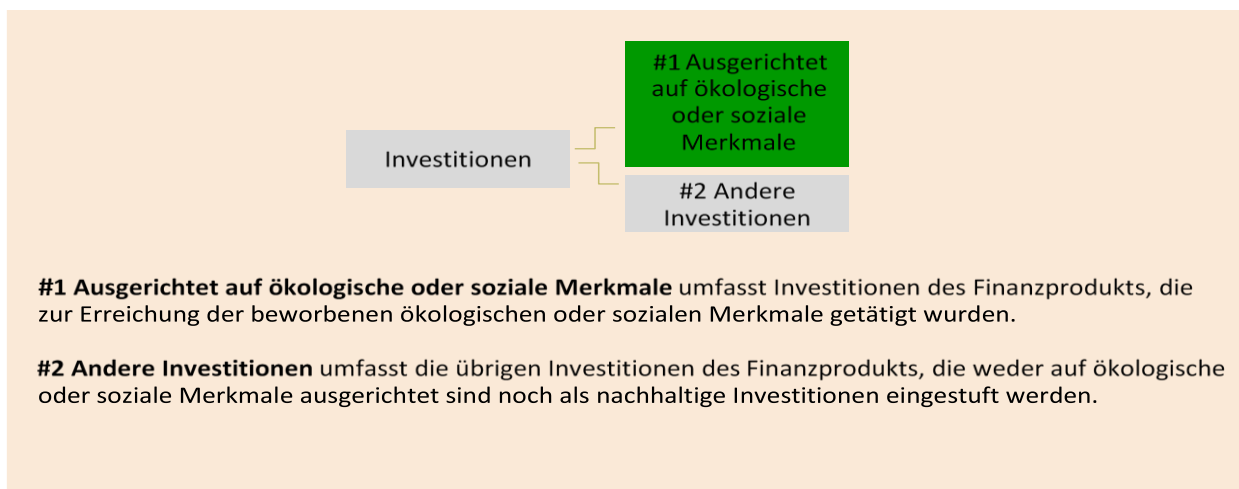 #1 Ausgerichtet
auf ökologische
oder soziale
Merkmale
Investitionen
#2 Andere
Investitionen
#1 Ausgerichtet auf ökologische oder soziale Merkmale umfasst Investitionen des Finanzprodukts, die
zur Erreichung der beworbenen ökologischen oder sozialen Merkmale getätigt wurden.
#2 Andere Investitionen umfasst die übrigen Investitionen des Finanzprodukts, die weder auf ökologische
oder soziale Merkmale ausgerichtet sind noch als nachhaltige Investitionen eingestuft werden.